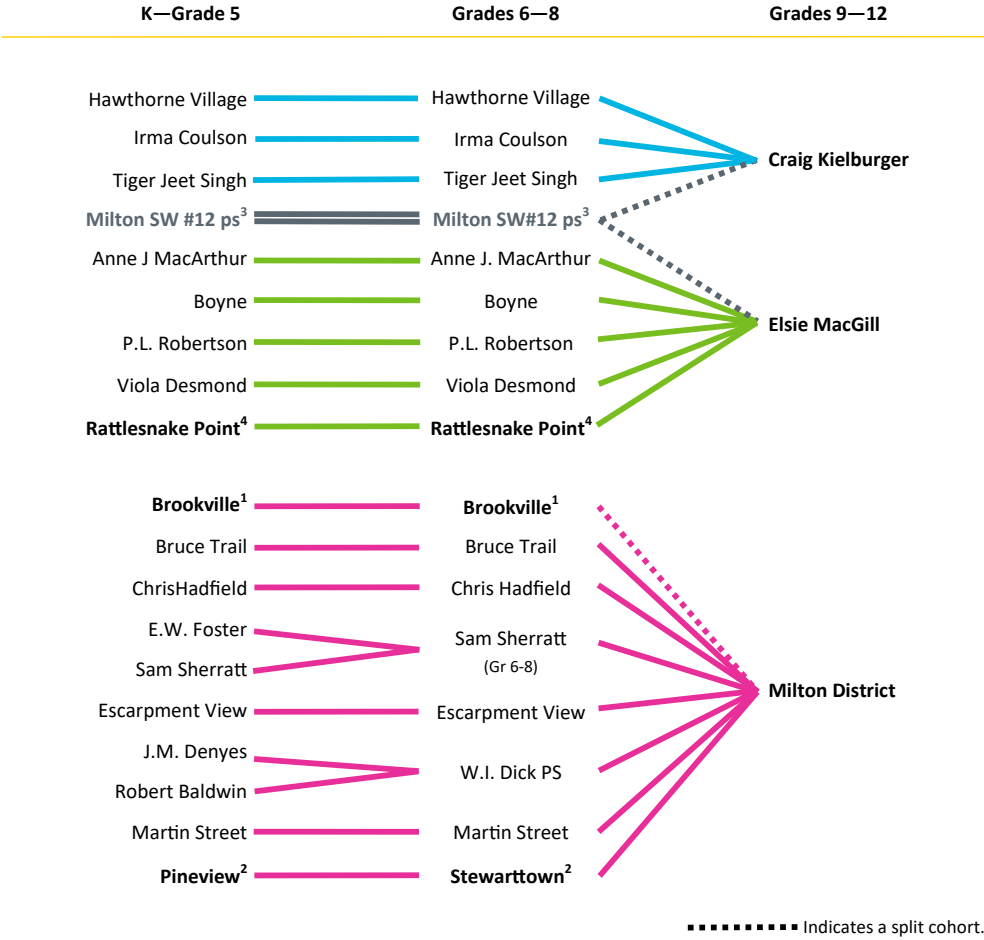 K—Grade 5 Grades 6—8 Grades 9—12
Hawthorne Village Hawthorne Village
Irma Coulson Irma Coulson
Craig Kielburger
Tiger Jeet Singh Tiger Jeet Singh
Milton SW #12 ps³ Milton SW#12 ps³
Anne J MacArthur Anne J. MacArthur
Boyne Boyne
Elsie MacGill
P.L. Robertson P.L. Robertson
Viola Desmond Viola Desmond
Rattlesnake Point⁴ Rattlesnake Point⁴
Brookville¹ Brookville¹
Bruce Trail Bruce Trail
ChrisHadfield Chris Hadfield
E.W. Foster
Sam Sherratt
Sam Sherratt
(Gr 6-8)
Milton District
Escarpment View Escarpment View
J.M. Denyes
W.I. Dick PS
Robert Baldwin
Martin Street Martin Street
Pineview² Stewarttown²
Indicates a split cohort.